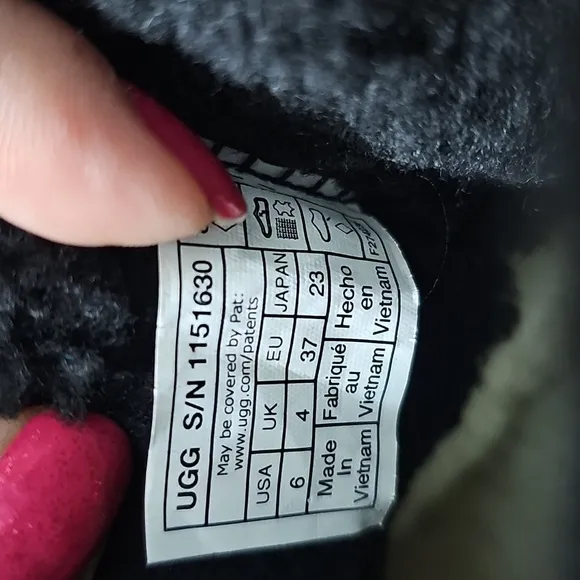 UGG S/N 1151630
May be covered by Pat:
www.ugg.com/patents
USA UK EU JAPAN
6 4 37 23
Made In Vietnam
Fabriqué au Vietnam
Hecho en Vietnam